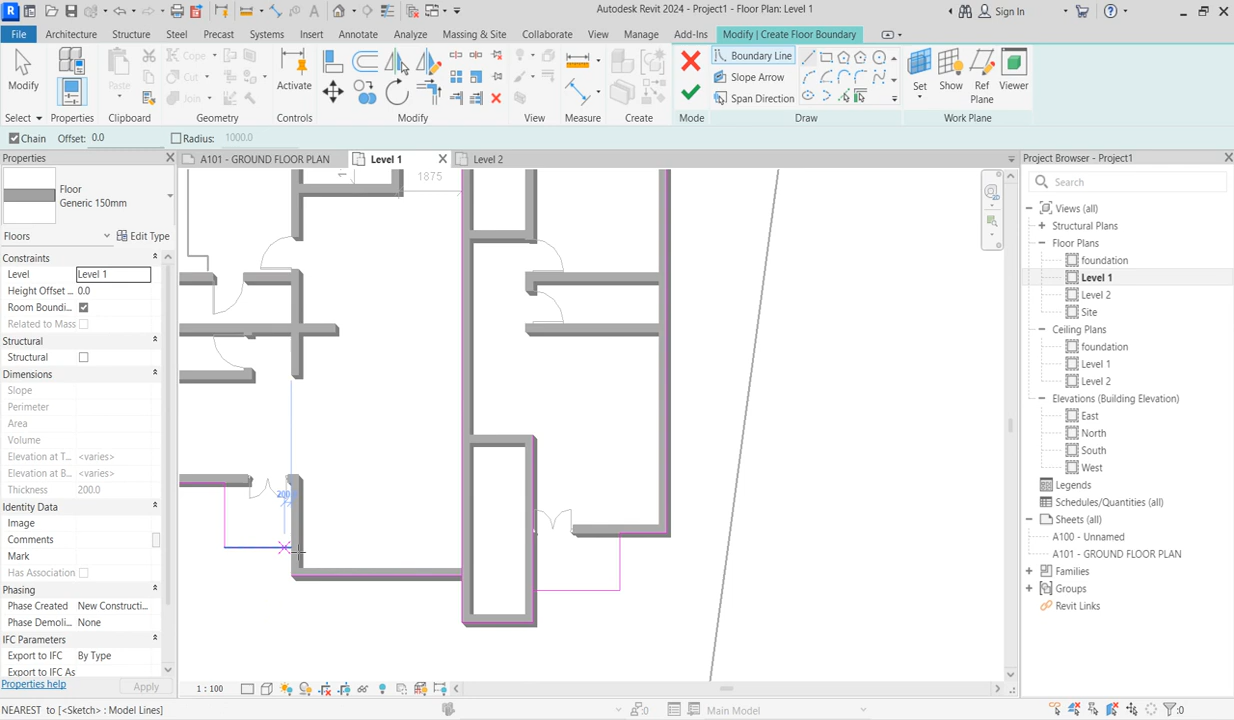 Autodesk Revit 2024 - Project1 - Floor Plan: Level 1
Sign In
File Architecture Structure Steel Precast Systems Insert Annotate Analyze Massing & Site Collaborate View Manage Add-Ins Modify | Create Floor Boundary
Modify
Select
Properties
Paste
Clipboard
Cope
Cut
Join
Geometry
Activate
Controls
Modify
View
Measure
Create
Mode
Boundary Line
Slope Arrow
Span Direction
Draw
Set
Show
Ref
Plane
Viewer
Work Plane
Chain Offset: 0.0 Radius: 1000.0
Properties
A101 - GROUND FLOOR PLAN
Level 1
Level 2
Floor
Generic 150mm
Floors
Edit Type
Constraints
Level Level 1
Height Offset ... 0.0
Room Boundi...
Related to Mass
Structural
Structural
Dimensions
Slope
Perimeter
Area
Volume
Elevation at T... <varies>
Elevation at B... <varies>
Thickness 200.0
Identity Data
Image
Comments
Mark
Has Association
Phasing
Phase Created New Constructi...
Phase Demoli... None
IFC Parameters
Export to IFC By Type
Export to IFC As
Properties help
Apply
1
1875
200
Project Browser - Project1
Search
Views (all)
Structural Plans
Floor Plans
foundation
Level 1
Level 2
Site
Ceiling Plans
foundation
Level 1
Level 2
Elevations (Building Elevation)
East
North
South
West
Legends
Schedules/Quantities (all)
Sheets (all)
A100 - Unnamed
A101 - GROUND FLOOR PLAN
Families
Groups
Revit Links
1 : 100
NEAREST to [<Sketch> : Model Lines]
:0
Main Model
:0